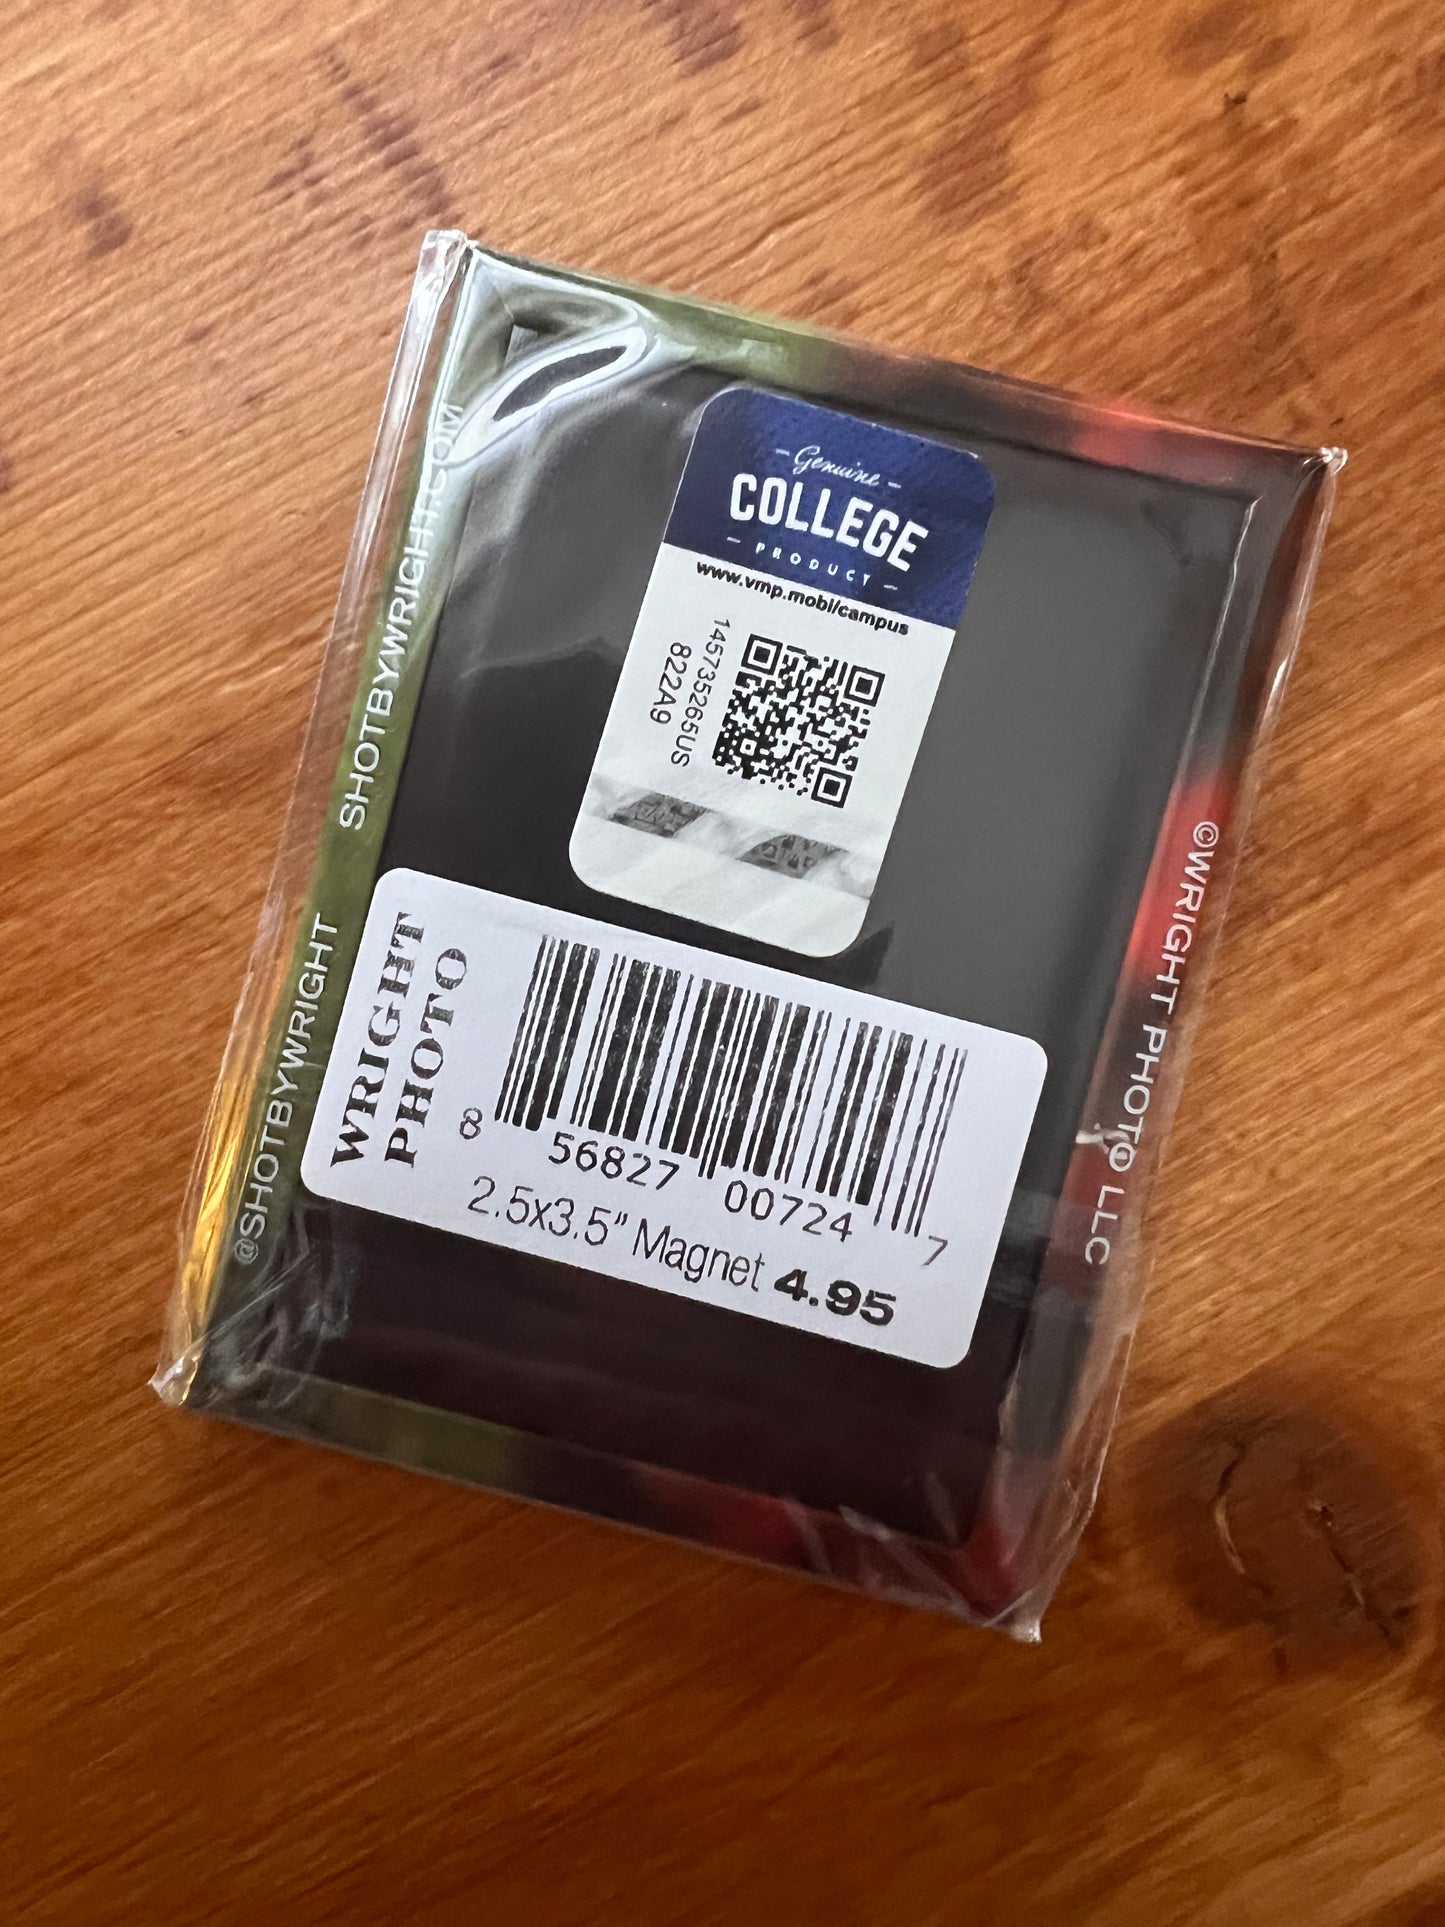 Genuine
COLLEGE
PRODUCT
www.vmp.mobi/campus
145735265US
822A9
SHOTBYWRIGHT.COM
@SHOTBYWRIGHT
©WRIGHT PHOTO LLC
WRIGHT
PHOTO
8 56827 00724 7
2.5x3.5" Magnet 4.95